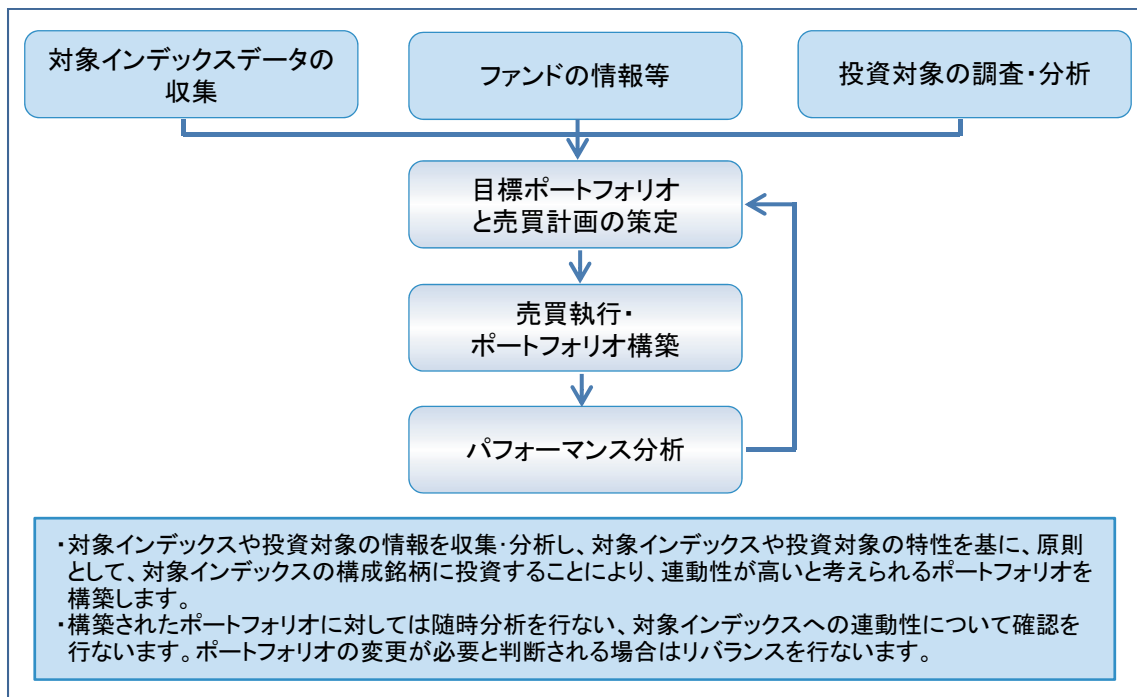 対象インデックスデータの
収集
ファンドの情報等
投資対象の調査・分析
目標ポートフォリオ
と売買計画の策定
売買執行・
ポートフォリオ構築
パフォーマンス分析
・対象インデックスや投資対象の情報を収集・分析し、対象インデックスや投資対象の特性を基に、原則
として、対象インデックスの構成銘柄に投資することにより、連動性が高いと考えられるポートフォリオを
構築します。
・構築されたポートフォリオに対しては随時分析を行ない、対象インデックスへの連動性について確認を
行ないます。ポートフォリオの変更が必要と判断される場合はリバランスを行ないます。